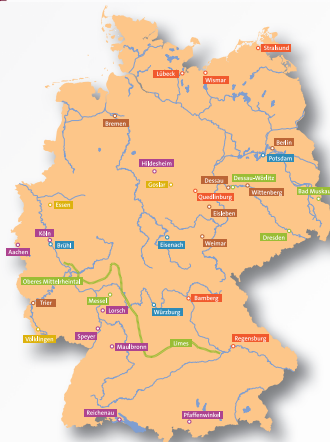 Stralsund
Lübeck
Wismar
Bremen
Berlin
Potsdam
Hildesheim
Goslar
Dessau
Dessau-Wörlitz
Wittenberg
Bad Muskau
Quedlinburg
Eisleben
Essen
Köln
Brühl
Aachen
Eisenach
Weimar
Dresden
Oberes Mittelrheintal
Messel
Bamberg
Trier
Lorsch
Würzburg
Speyer
Völklingen
Maulbronn
Limes
Regensburg
Reichenau
Pfaffenwinkel